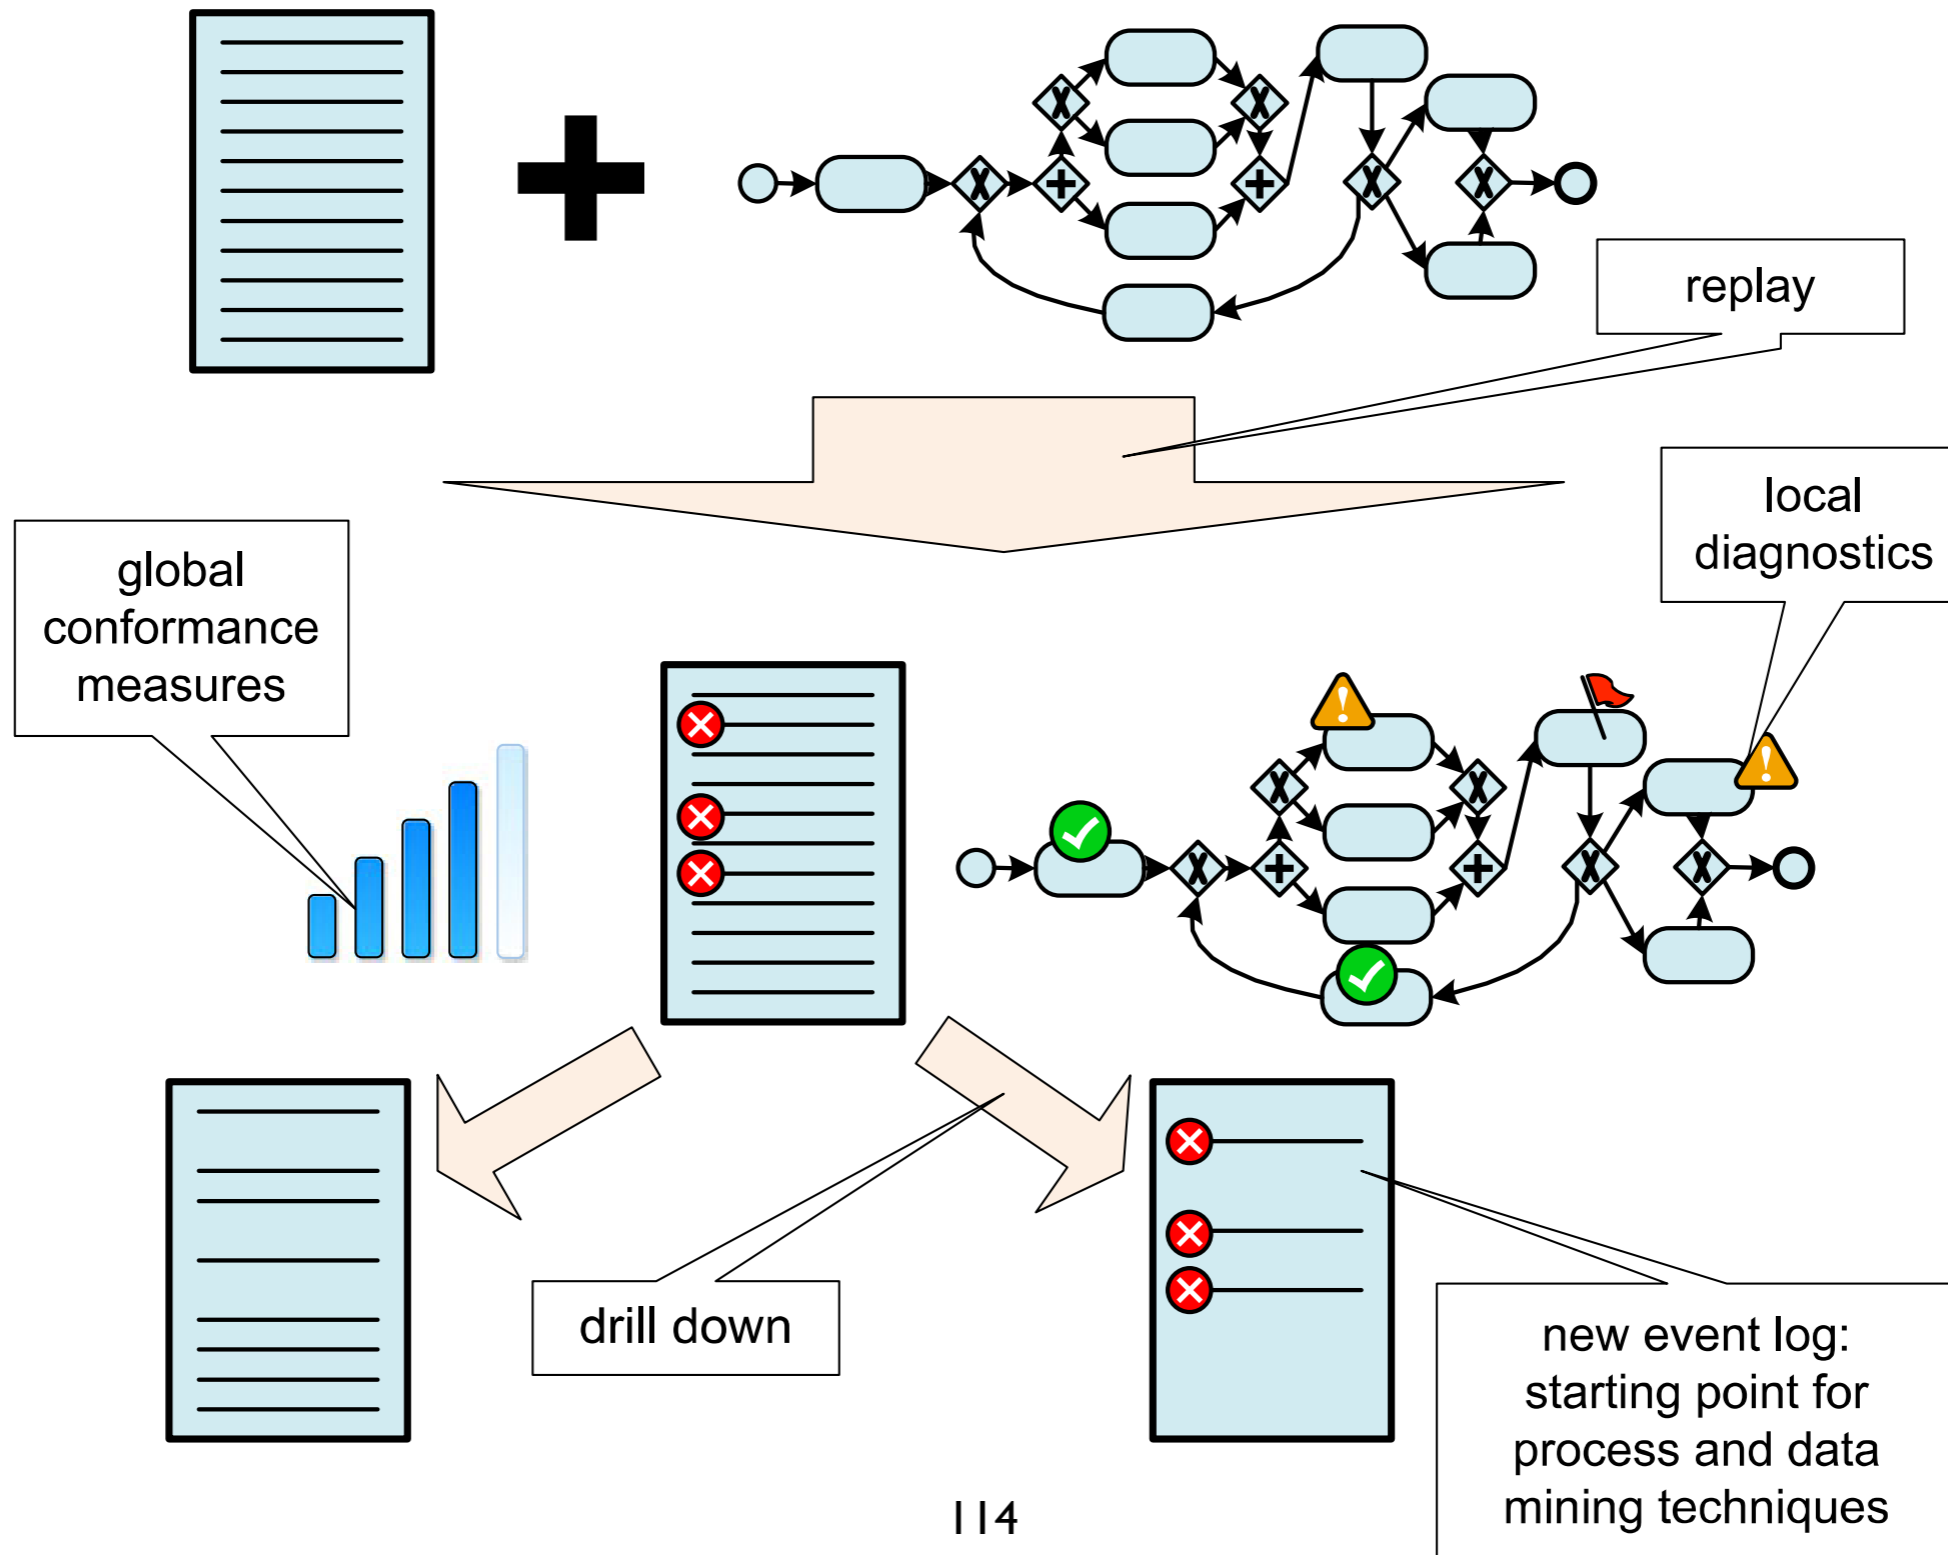 replay
local
diagnostics
global
conformance
measures
drill down
new event log:
starting point for
process and data
mining techniques
114